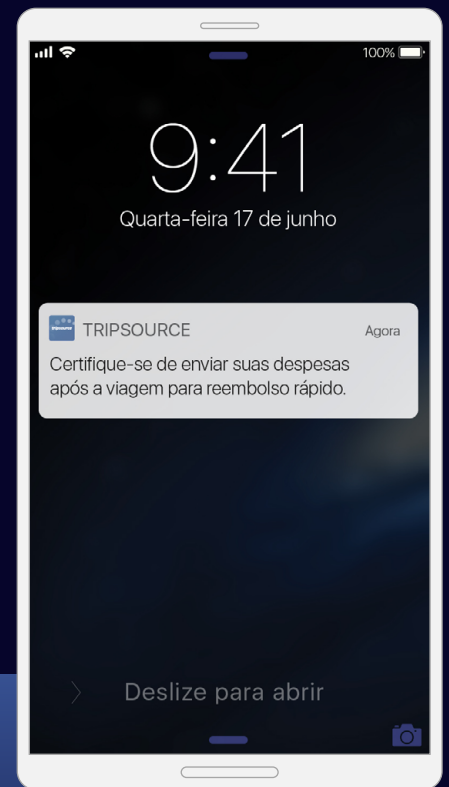 100%
9:41
Quarta-feira 17 de junho
tripsource
TRIPSOURCE
Agora
Certifique-se de enviar suas despesas
após a viagem para reembolso rápido.
Deslize para abrir